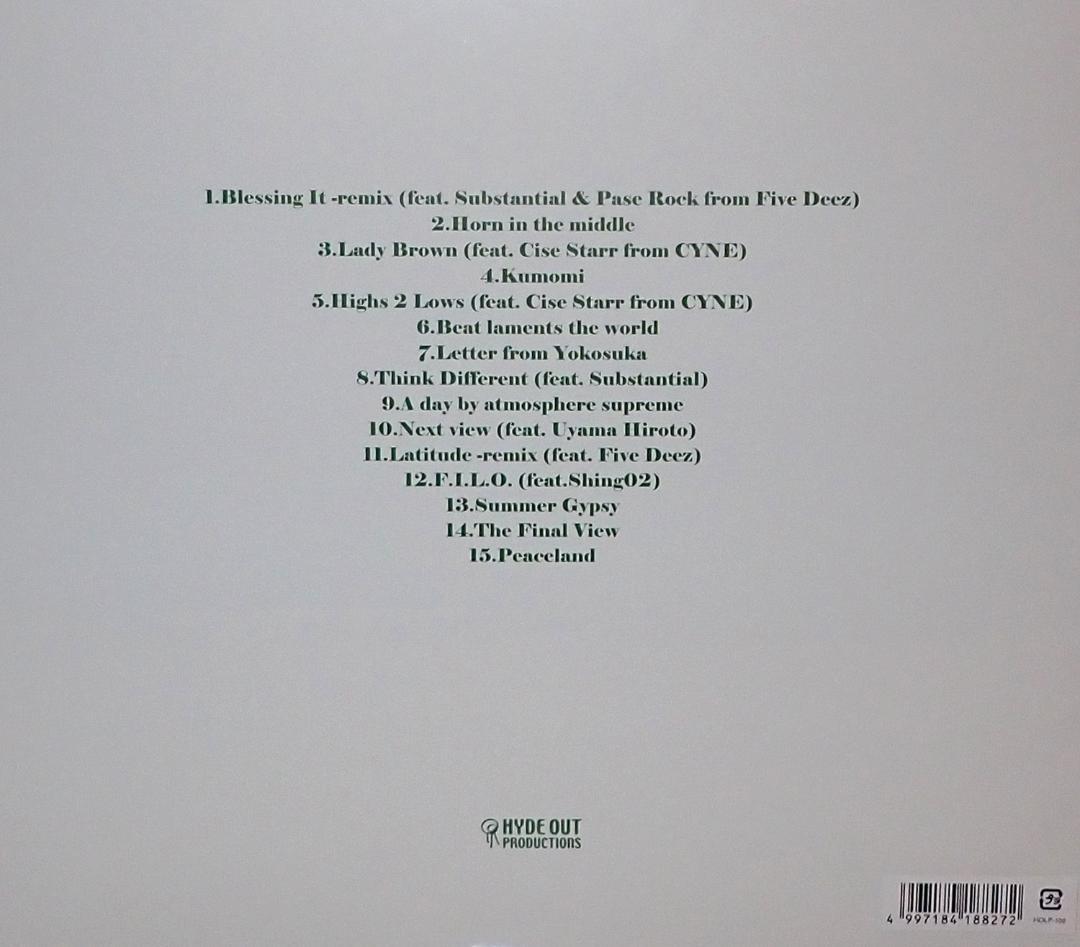 1.Blessing It -remix (feat. Substantial & Pase Rock from Five Deez)
2.Horn in the middle
3.Lady Brown (feat. Cise Starr from CYNE)
4.Kumomi
5.Highs 2 Lows (feat. Cise Starr from CYNE)
6.Beat laments the world
7.Letter from Yokosuka
8.Think Different (feat. Substantial)
9.A day by atmosphere supreme
10.Next view (feat. Uyama Hiroto)
11.Latitude -remix (feat. Five Deez)
12.F.I.L.O. (feat.Shing02)
13.Summer Gypsy
14.The Final View
15.Peaceland
HYDE OUT
PRODUCTIONS
4 997184 188272